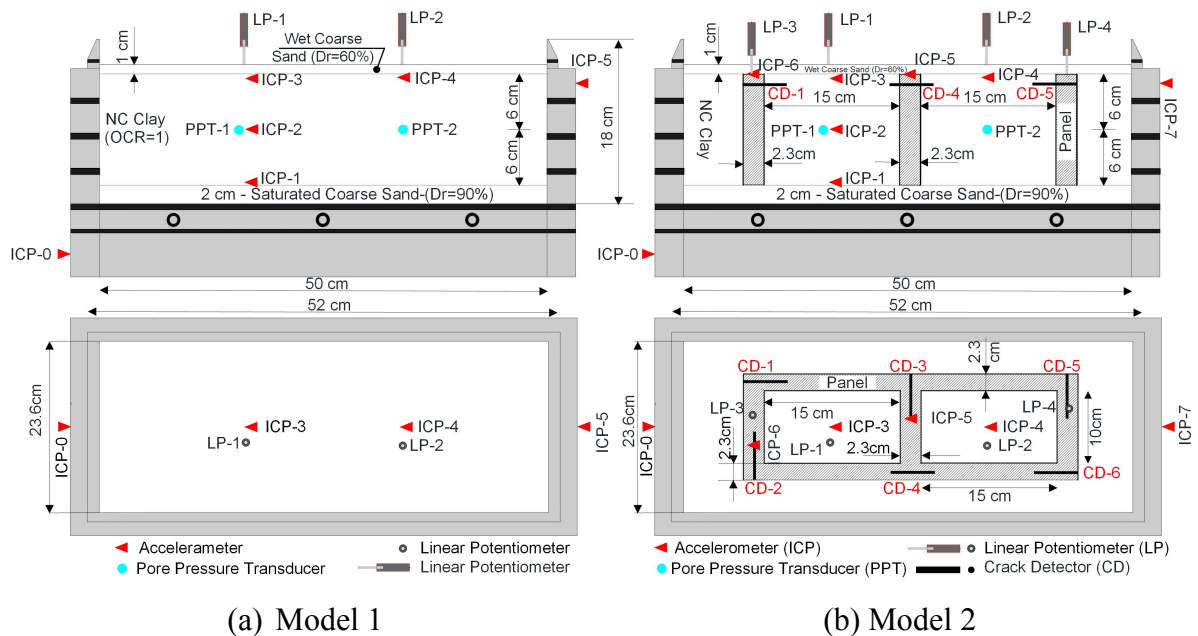 LP-1
LP-2
1 cm
Wet Coarse
Sand (Dr=60%)
ICP-5
ICP-3
ICP-4
NC Clay
(OCR=1)
PPT-1
ICP-2
PPT-2
6 cm
6 cm
18 cm
ICP-1
2 cm - Saturated Coarse Sand-(Dr=90%)
ICP-0
50 cm
52 cm
23.6cm
ICP-0
ICP-3
LP-1
ICP-4
LP-2
ICP-5
Accelerameter
Linear Potentiometer
Pore Pressure Transducer
Linear Potentiometer
(a) Model 1
LP-3
LP-1
LP-2
LP-4
1 cm
ICP-6
Wet Coarse Sand (Dr=60%)
ICP-5
ICP-3
ICP-4
CD-1
CD-4
CD-5
15 cm
15 cm
NC Clay
PPT-1
ICP-2
PPT-2
Panel
6 cm
6 cm
ICP-7
2.3cm
2.3cm
ICP-1
2 cm - Saturated Coarse Sand-(Dr=90%)
ICP-0
50 cm
52 cm
CD-1
CD-3
2.3
cm
CD-5
Panel
LP-3
15 cm
ICP-3
ICP-5
ICP-4
LP-4
ICP-6
LP-1
LP-2
10cm
23.6cm
ICP-0
ICP-7
2.3cm
2.3cm
CD-2
CD-4
CD-6
15 cm
Accelerometer (ICP)
Linear Potentiometer (LP)
Pore Pressure Transducer (PPT)
Crack Detector (CD)
(b) Model 2